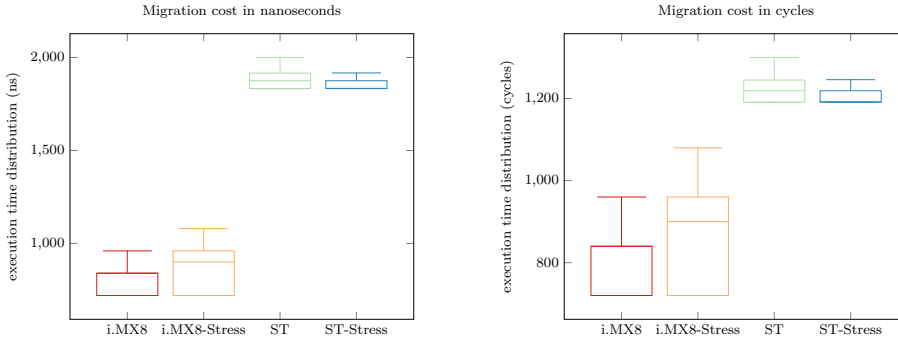 Migration cost in nanoseconds
execution time distribution (ns)
2,000
1,500
1,000
i.MX8
i.MX8-Stress
ST
ST-Stress
Migration cost in cycles
execution time distribution (cycles)
1,200
1,000
800
i.MX8
i.MX8-Stress
ST
ST-Stress